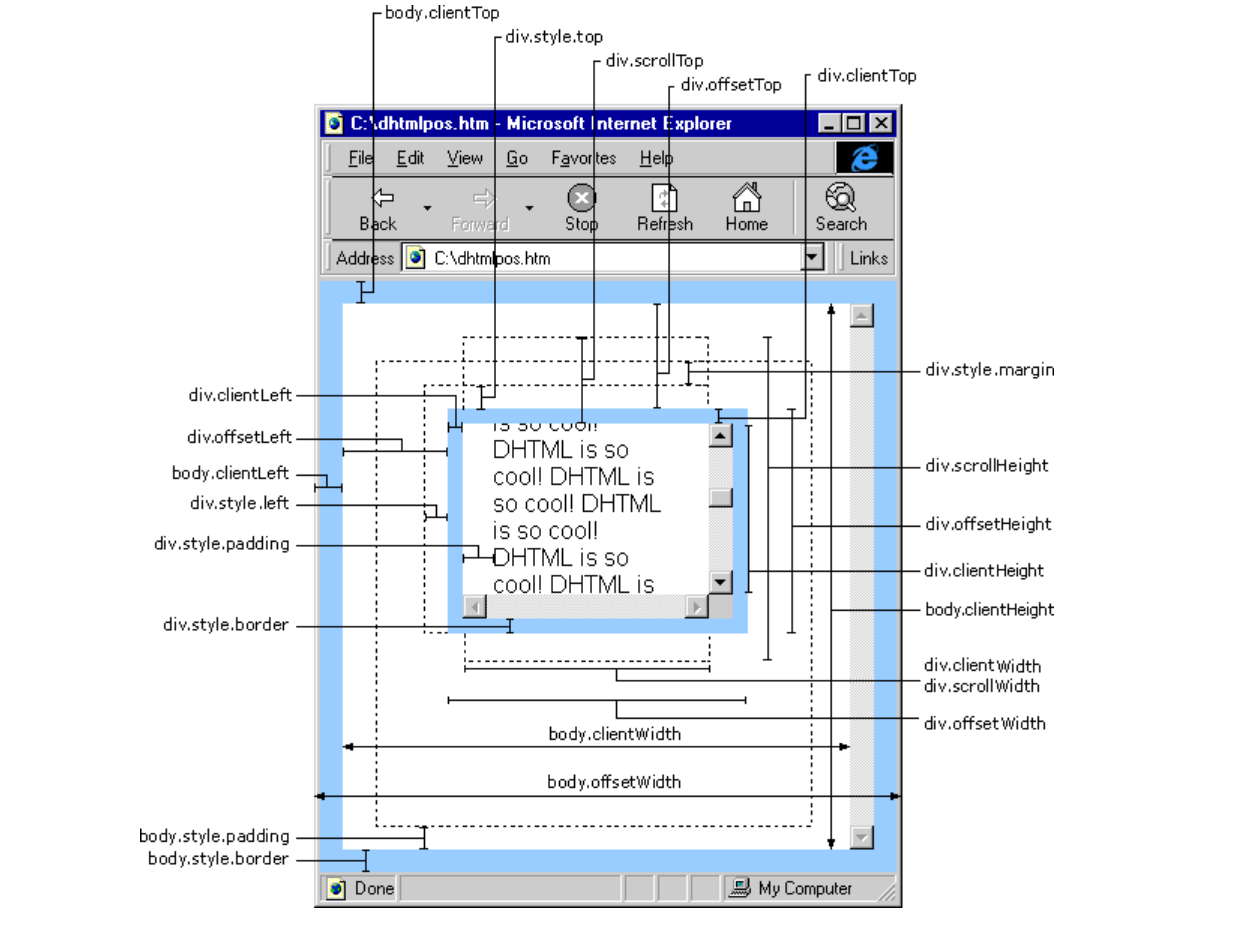 body.clientTop
div.style.top
div.scrollTop
div.clientTop
div.offsetTop
C:\dhtmlpos.htm - Microsoft Internet Explorer
File Edit View Go Favorites Help
Back Forward Stop Refresh Home Search
Address C:\dhtmlpos.htm Links
div.style.margin
div.clientLeft
is so cool!
div.offsetLeft
DHTML is so
div.scrollHeight
body.clientLeft
cool! DHTML is
div.style.left
so cool! DHTML
div.offsetHeight
is so cool!
div.style.padding
DHTML is so
div.clientHeight
cool! DHTML is
body.clientHeight
div.style.border
div.clientWidth
div.scrollWidth
div.offsetWidth
body.clientWidth
body.offsetWidth
body.style.padding
body.style.border
Done My Computer